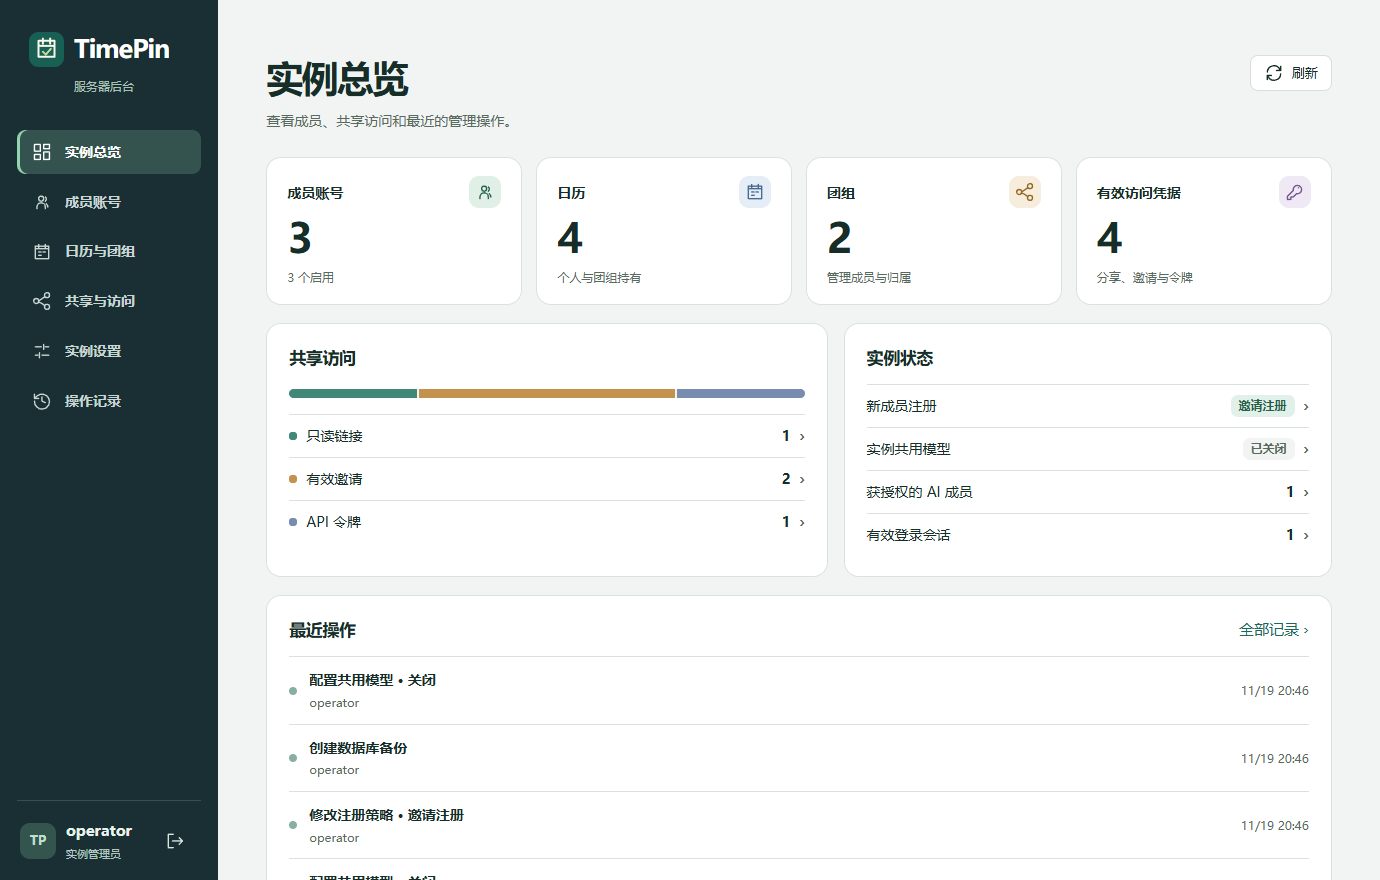 TimePin
服务器后台
实例总览
成员账号
日历与团组
共享与访问
实例设置
操作记录
TP
operator
实例管理员
实例总览
查看成员、共享访问和最近的管理操作。
刷新
成员账号
3
3 个启用
日历
4
个人与团组持有
团组
2
管理成员与归属
有效访问凭据
4
分享、邀请与令牌
共享访问
只读链接 1 ›
有效邀请 2 ›
API 令牌 1 ›
实例状态
新成员注册 邀请注册 ›
实例共用模型 已关闭 ›
获授权的 AI 成员 1 ›
有效登录会话 1 ›
最近操作
全部记录 ›
配置共用模型 • 关闭
operator
11/19 20:46
创建数据库备份
operator
11/19 20:46
修改注册策略 • 邀请注册
operator
11/19 20:46
配置共用模型 • 关闭